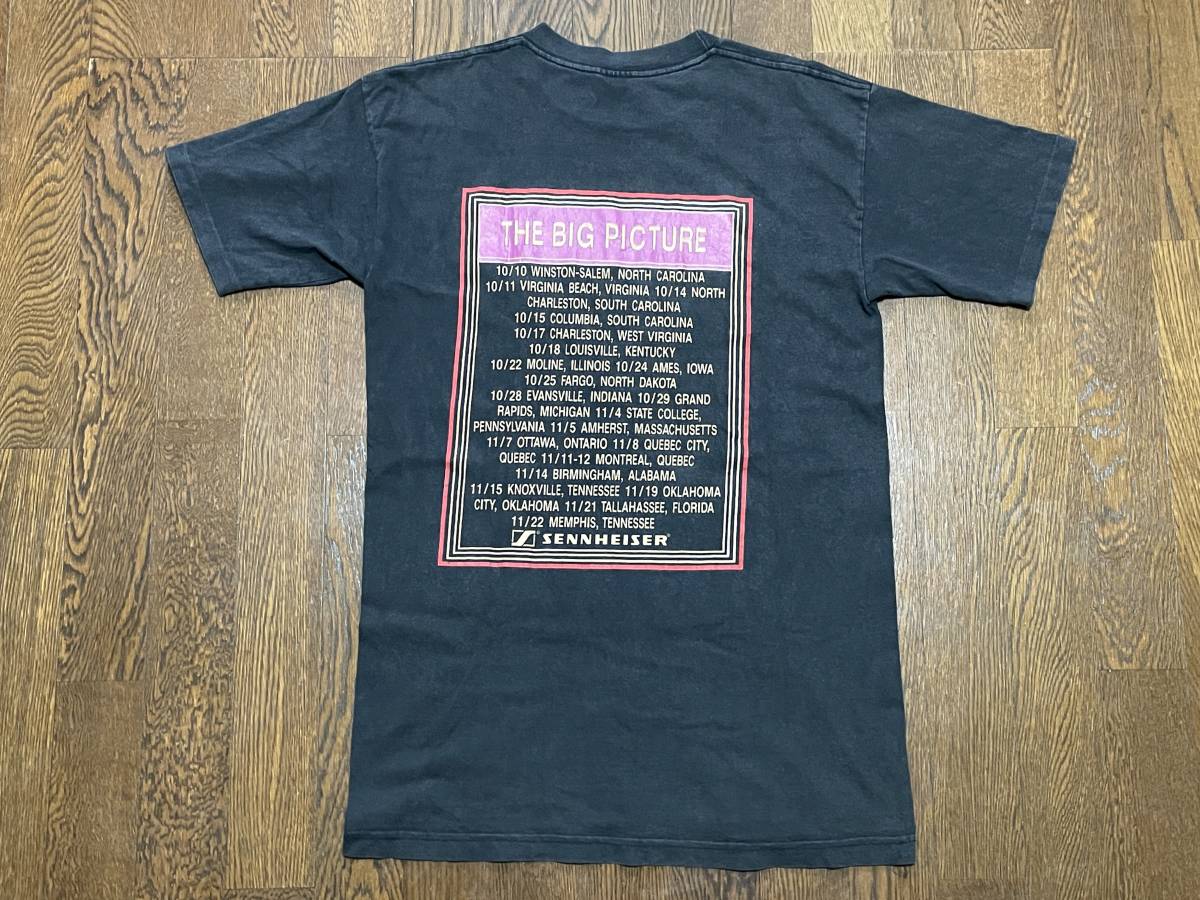 THE BIG PICTURE
10/10 WINSTON-SALEM, NORTH CAROLINA
10/11 VIRGINIA BEACH, VIRGINIA 10/14 NORTH
CHARLESTON, SOUTH CAROLINA
10/15 COLUMBIA, SOUTH CAROLINA
10/17 CHARLESTON, WEST VIRGINIA
10/18 LOUISVILLE, KENTUCKY
10/22 MOLINE, ILLINOIS 10/24 AMES, IOWA
10/25 FARGO, NORTH DAKOTA
10/28 EVANSVILLE, INDIANA 10/29 GRAND
RAPIDS, MICHIGAN 11/4 STATE COLLEGE,
PENNSYLVANIA 11/5 AMHERST, MASSACHUSETTS
11/7 OTTAWA, ONTARIO 11/8 QUEBEC CITY,
QUEBEC 11/11-12 MONTREAL, QUEBEC
11/14 BIRMINGHAM, ALABAMA
11/15 KNOXVILLE, TENNESSEE 11/19 OKLAHOMA
CITY, OKLAHOMA 11/21 TALLAHASSEE, FLORIDA
11/22 MEMPHIS, TENNESSEE
® SENNHEISER®